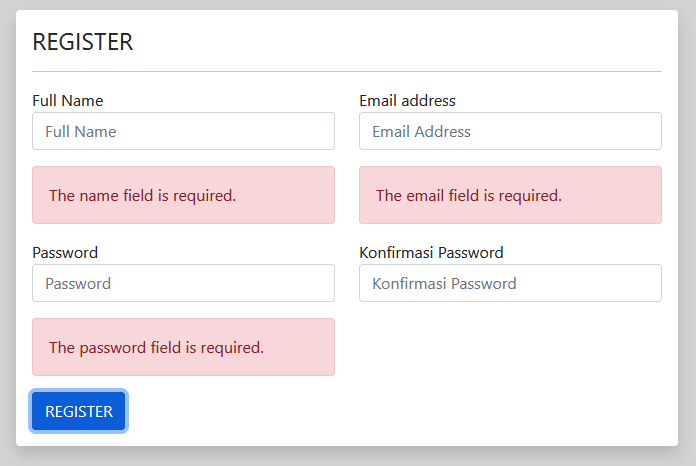 REGISTER
Full Name
Email address
Full Name
Email Address
The name field is required.
The email field is required.
Password
Konfirmasi Password
Password
Konfirmasi Password
The password field is required.
REGISTER